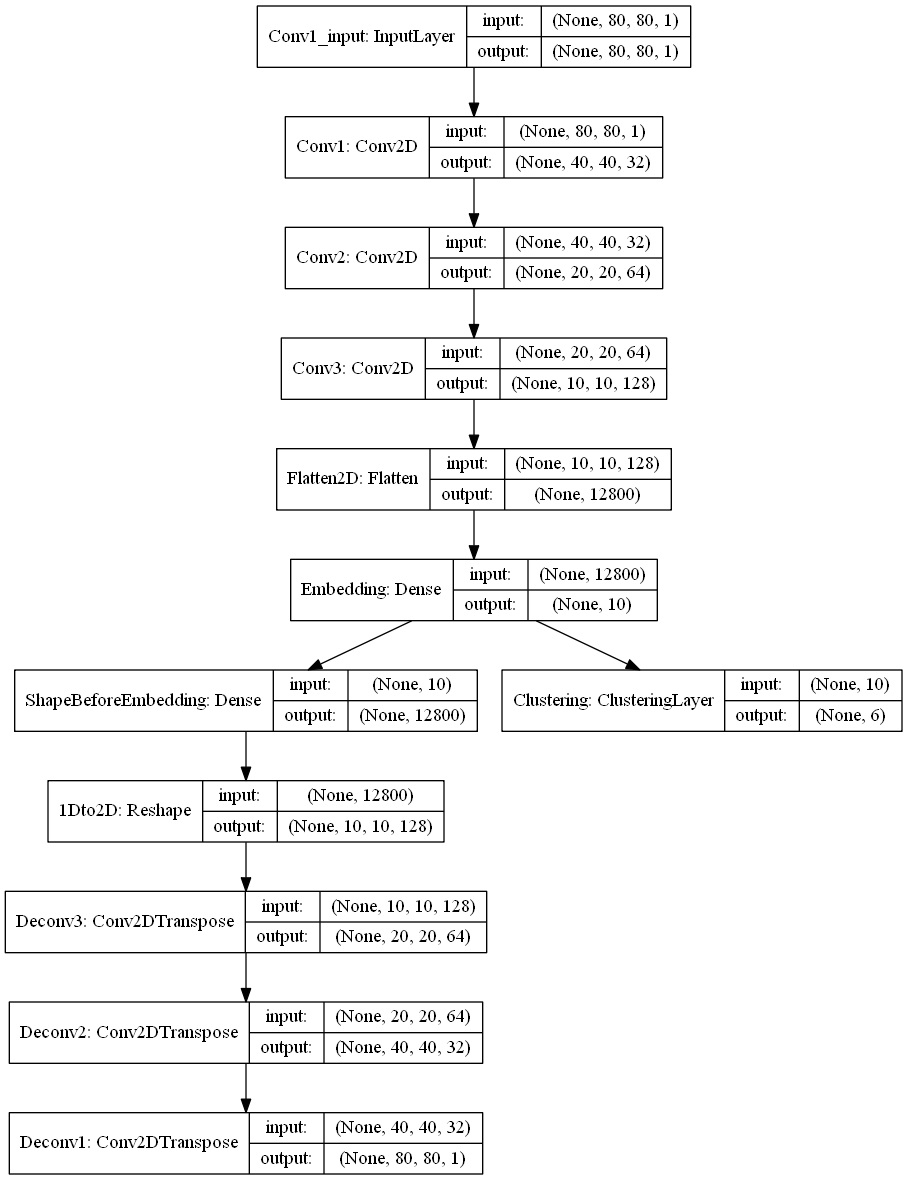 Conv1_input: InputLayer
input: (None, 80, 80, 1)
output: (None, 80, 80, 1)
Conv1: Conv2D
input: (None, 80, 80, 1)
output: (None, 40, 40, 32)
Conv2: Conv2D
input: (None, 40, 40, 32)
output: (None, 20, 20, 64)
Conv3: Conv2D
input: (None, 20, 20, 64)
output: (None, 10, 10, 128)
Flatten2D: Flatten
input: (None, 10, 10, 128)
output: (None, 12800)
Embedding: Dense
input: (None, 12800)
output: (None, 10)
ShapeBeforeEmbedding: Dense
input: (None, 10)
output: (None, 12800)
Clustering: ClusteringLayer
input: (None, 10)
output: (None, 6)
1Dto2D: Reshape
input: (None, 12800)
output: (None, 10, 10, 128)
Deconv3: Conv2DTranspose
input: (None, 10, 10, 128)
output: (None, 20, 20, 64)
Deconv2: Conv2DTranspose
input: (None, 20, 20, 64)
output: (None, 40, 40, 32)
Deconv1: Conv2DTranspose
input: (None, 40, 40, 32)
output: (None, 80, 80, 1)